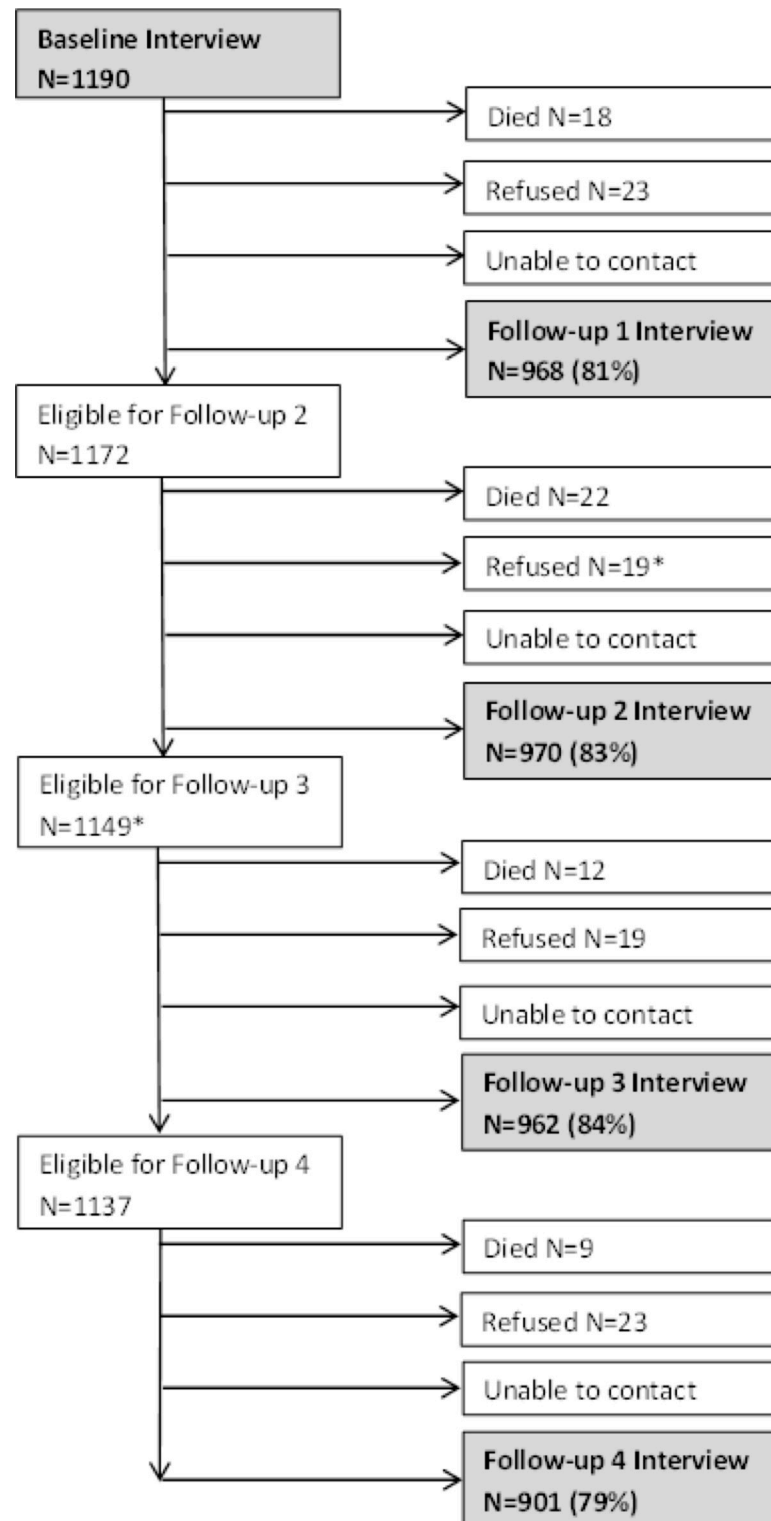 Baseline Interview
N=1190
Died N=18
Refused N=23
Unable to contact
Follow-up 1 Interview
N=968 (81%)
Eligible for Follow-up 2
N=1172
Died N=22
Refused N=19*
Unable to contact
Follow-up 2 Interview
N=970 (83%)
Eligible for Follow-up 3
N=1149*
Died N=12
Refused N=19
Unable to contact
Follow-up 3 Interview
N=962 (84%)
Eligible for Follow-up 4
N=1137
Died N=9
Refused N=23
Unable to contact
Follow-up 4 Interview
N=901 (79%)